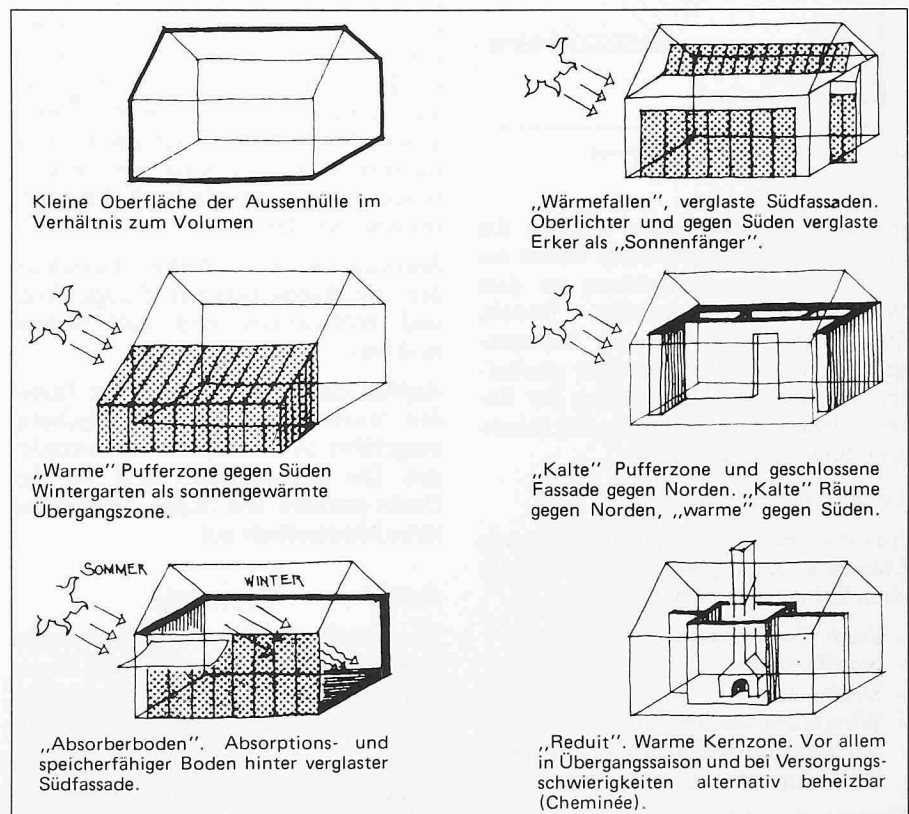 Kleine Oberfläche der Aussenhülle im
Verhältnis zum Volumen
„Wärmefallen”, verglaste Südfassaden.
Oberlichter und gegen Süden verglaste
Erker als „Sonnenfänger”.
„Warme” Pufferzone gegen Süden
Wintergarten als sonnengewärmte
Übergangszone.
„Kalte” Pufferzone und geschlossene
Fassade gegen Norden. „Kalte” Räume
gegen Norden, „warme” gegen Süden.
SOMMER
WINTER
„Absorberboden”. Absorptions- und
speicherfähiger Boden hinter verglaster
Südfassade.
„Reduit”. Warme Kernzone. Vor allem
in Übergangssaison und bei Versorgungs-
schwierigkeiten alternativ beheizbar
(Cheminée).